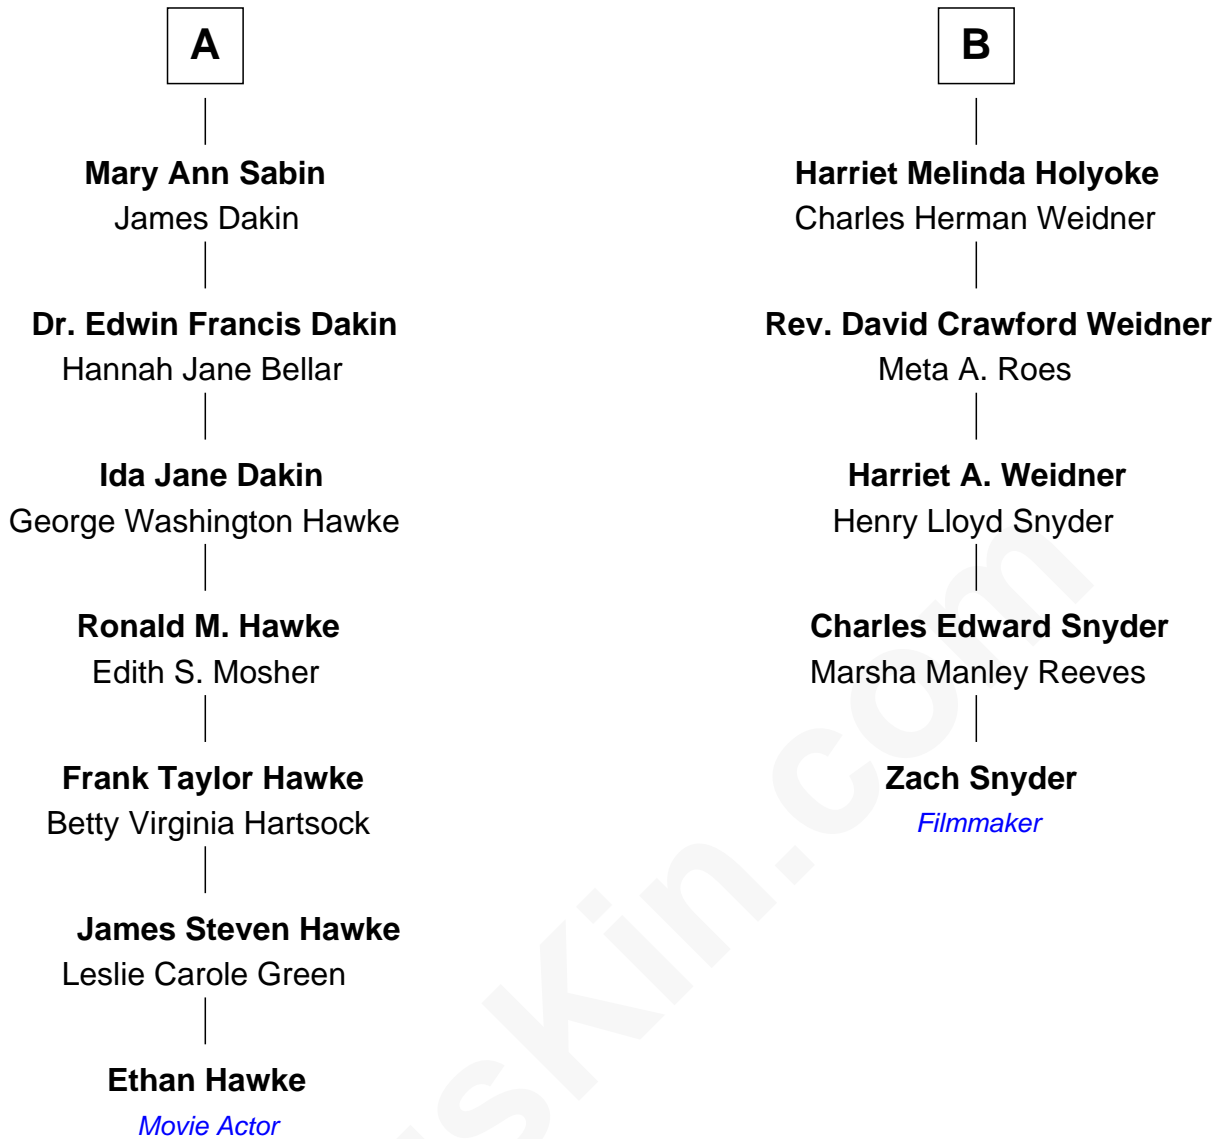 A
Mary Ann Sabin
James Dakin
Dr. Edwin Francis Dakin
Hannah Jane Bellar
Ida Jane Dakin
George Washington Hawke
Ronald M. Hawke
Edith S. Mosher
Frank Taylor Hawke
Betty Virginia Hartsock
James Steven Hawke
Leslie Carole Green
Ethan Hawke
Movie Actor
B
Harriet Melinda Holyoke
Charles Herman Weidner
Rev. David Crawford Weidner
Meta A. Roes
Harriet A. Weidner
Henry Lloyd Snyder
Charles Edward Snyder
Marsha Manley Reeves
Zach Snyder
Filmmaker
sKin.com